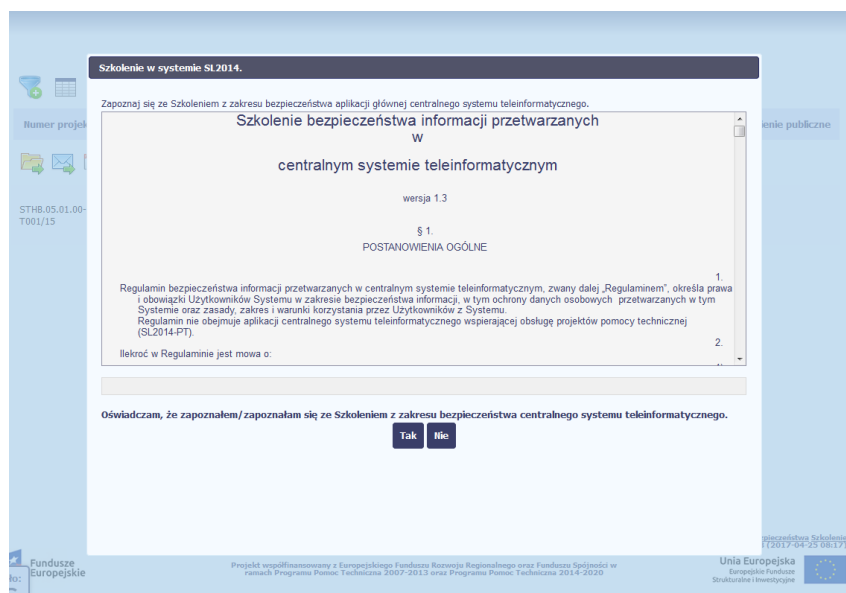 Szkolenie w systemie SL2014.
Zapoznaj się ze Szkoleniem z zakresu bezpieczeństwa aplikacji głównej centralnego systemu teleinformatycznego.
Szkolenie bezpieczeństwa informacji przetwarzanych
w
centralnym systemie teleinformatycznym
wersja 1.3
§ 1.
POSTANOWIENIA OGÓLNE
1.
Regulamin bezpieczeństwa informacji przetwarzanych w centralnym systemie teleinformatycznym, zwany dalej „Regulaminem”, określa prawa
i obowiązki Użytkowników Systemu w zakresie bezpieczeństwa informacji, w tym ochrony danych osobowych przetwarzanych w tym
Systemie oraz zasady, zakres i warunki korzystania przez Użytkowników z Systemu.
Regulamin nie obejmuje aplikacji centralnego systemu teleinformatycznego wspierającej obsługę projektów pomocy technicznej
(SL2014-PT).
2.
Ilekroć w Regulaminie jest mowa o:
Oświadczam, że zapoznałem/zapoznałam się ze Szkoleniem z zakresu bezpieczeństwa centralnego systemu teleinformatycznego.
Tak Nie
Numer projek
ienie publiczne
STHB.05.01.00-
T001/15
Szkolenie
(2017-04-25 08:17)
Fundusze
Europejskie
Projekt współfinansowany z Europejskiego Funduszu Rozwoju Regionalnego oraz Funduszu Spójności w
ramach Programu Pomoc Techniczna 2007-2013 oraz Programu Pomoc Techniczna 2014-2020
Unia Europejska
Europejskie Fundusze
Strukturalne i Inwestycyjne